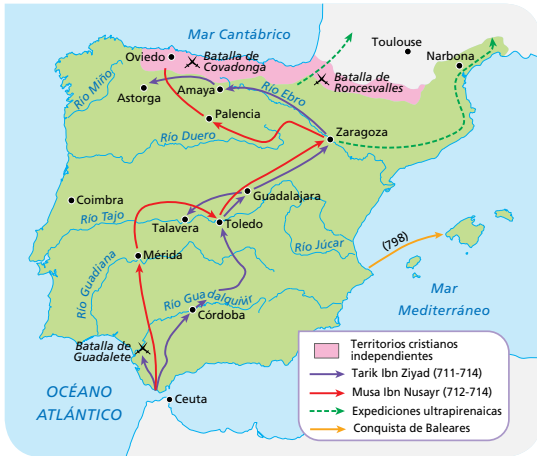 Mar Cantábrico
Oviedo
Batalla de
Covadonga
Toulouse
Narbona
Batalla de
Roncesvalles
Río Miño
Astorga
Amaya
Río Ebro
Palencia
Río Duero
Zaragoza
Coimbra
Guadalajara
Río Tajo
Talavera
Toledo
Río Júcar
(798)
Río Guadiana
Mérida
Río Guadalquivir
Córdoba
Mar
Mediterráneo
Batalla de
Guadalete
OCÉANO
ATLÁNTICO
Ceuta
Territorios cristianos
independientes
Tarik Ibn Ziyad (711-714)
Musa Ibn Nusayr (712-714)
Expediciones ultrapirenaicas
Conquista de Baleares